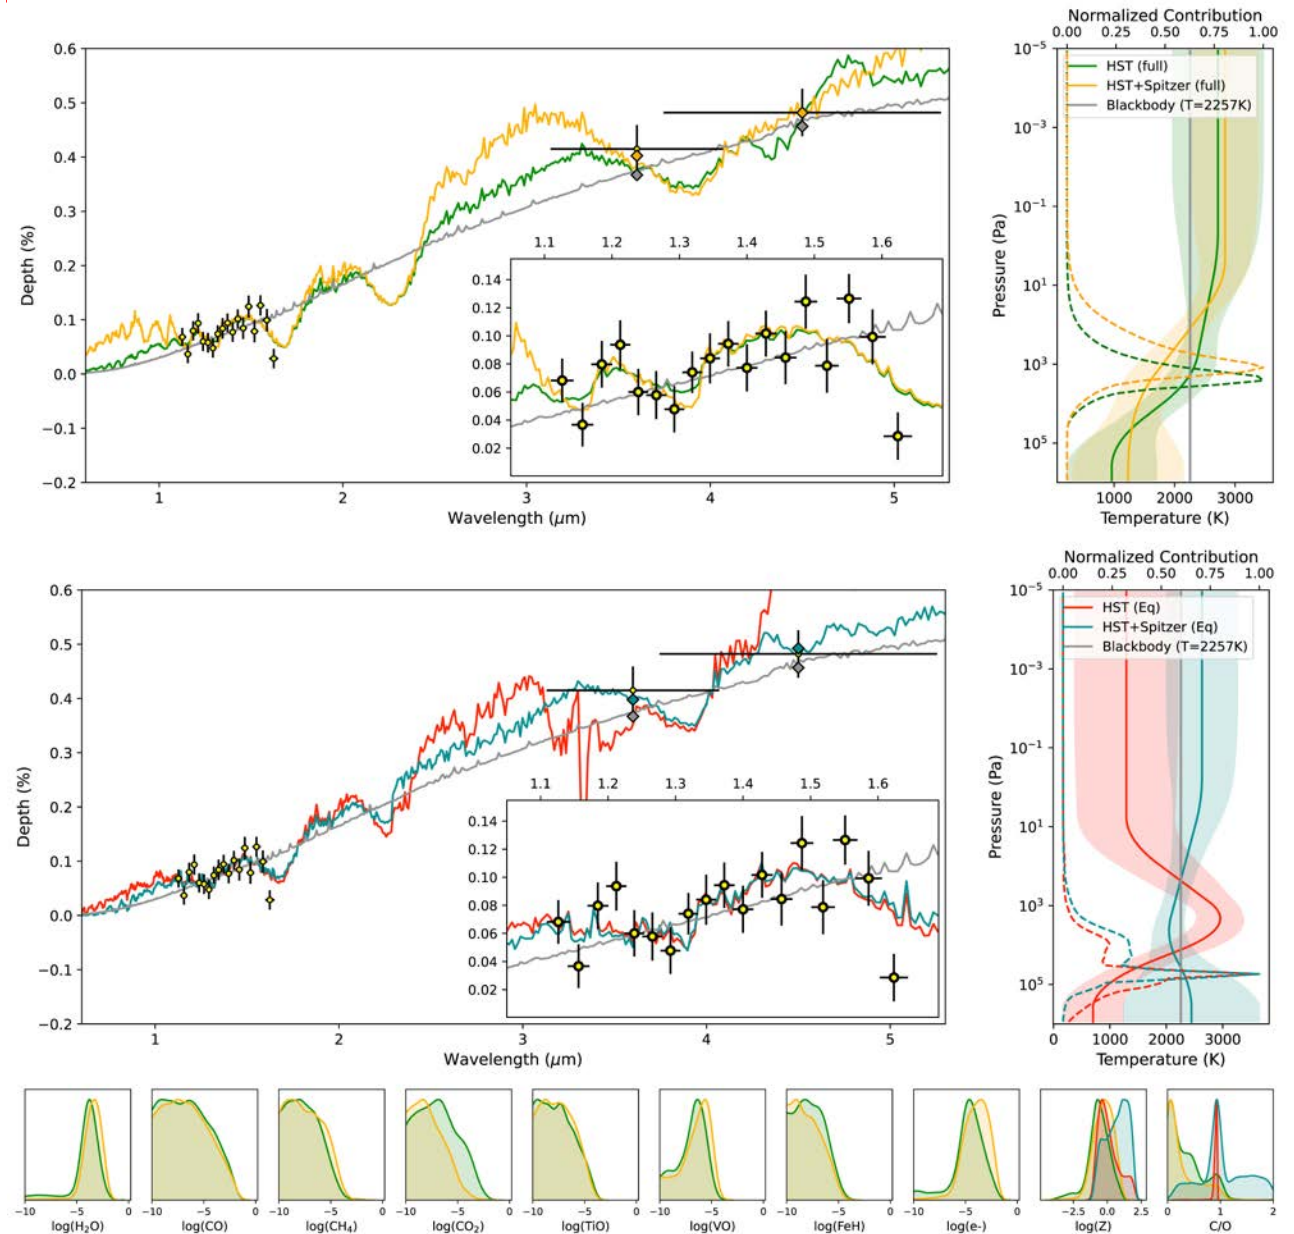 Normalized Contribution
0.00 0.25 0.50 0.75 1.00
0.6
0.5
0.4
0.3
0.2
0.1
0.0
−0.1
−0.2
Depth (%)
1.1 1.2 1.3 1.4 1.5 1.6
0.14
0.12
0.10
0.08
0.06
0.04
0.02
1 2 3 4 5
Wavelength (μm)
HST (full)
HST+Spitzer (full)
Blackbody (T=2257K)
10⁻⁵
10⁻³
10⁻¹
10¹
10³
10⁵
Pressure (Pa)
1000 2000 3000
Temperature (K)
Normalized Contribution
0.00 0.25 0.50 0.75 1.00
0.6
0.5
0.4
0.3
0.2
0.1
0.0
−0.1
−0.2
Depth (%)
1.1 1.2 1.3 1.4 1.5 1.6
0.14
0.12
0.10
0.08
0.06
0.04
0.02
1 2 3 4 5
Wavelength (μm)
HST (Eq)
HST+Spitzer (Eq)
Blackbody (T=2257K)
10⁻⁵
10⁻³
10⁻¹
10¹
10³
10⁵
Pressure (Pa)
0 1000 2000 3000
Temperature (K)
−10 −5 0
log(H₂O)
−10 −5 0
log(CO)
−10 −5 0
log(CH₄)
−10 −5 0
log(CO₂)
−10 −5 0
log(TiO)
−10 −5 0
log(VO)
−10 −5 0
log(FeH)
−10 −5 0
log(e-)
−2.5 0.0 2.5
log(Z)
0 1 2
C/O